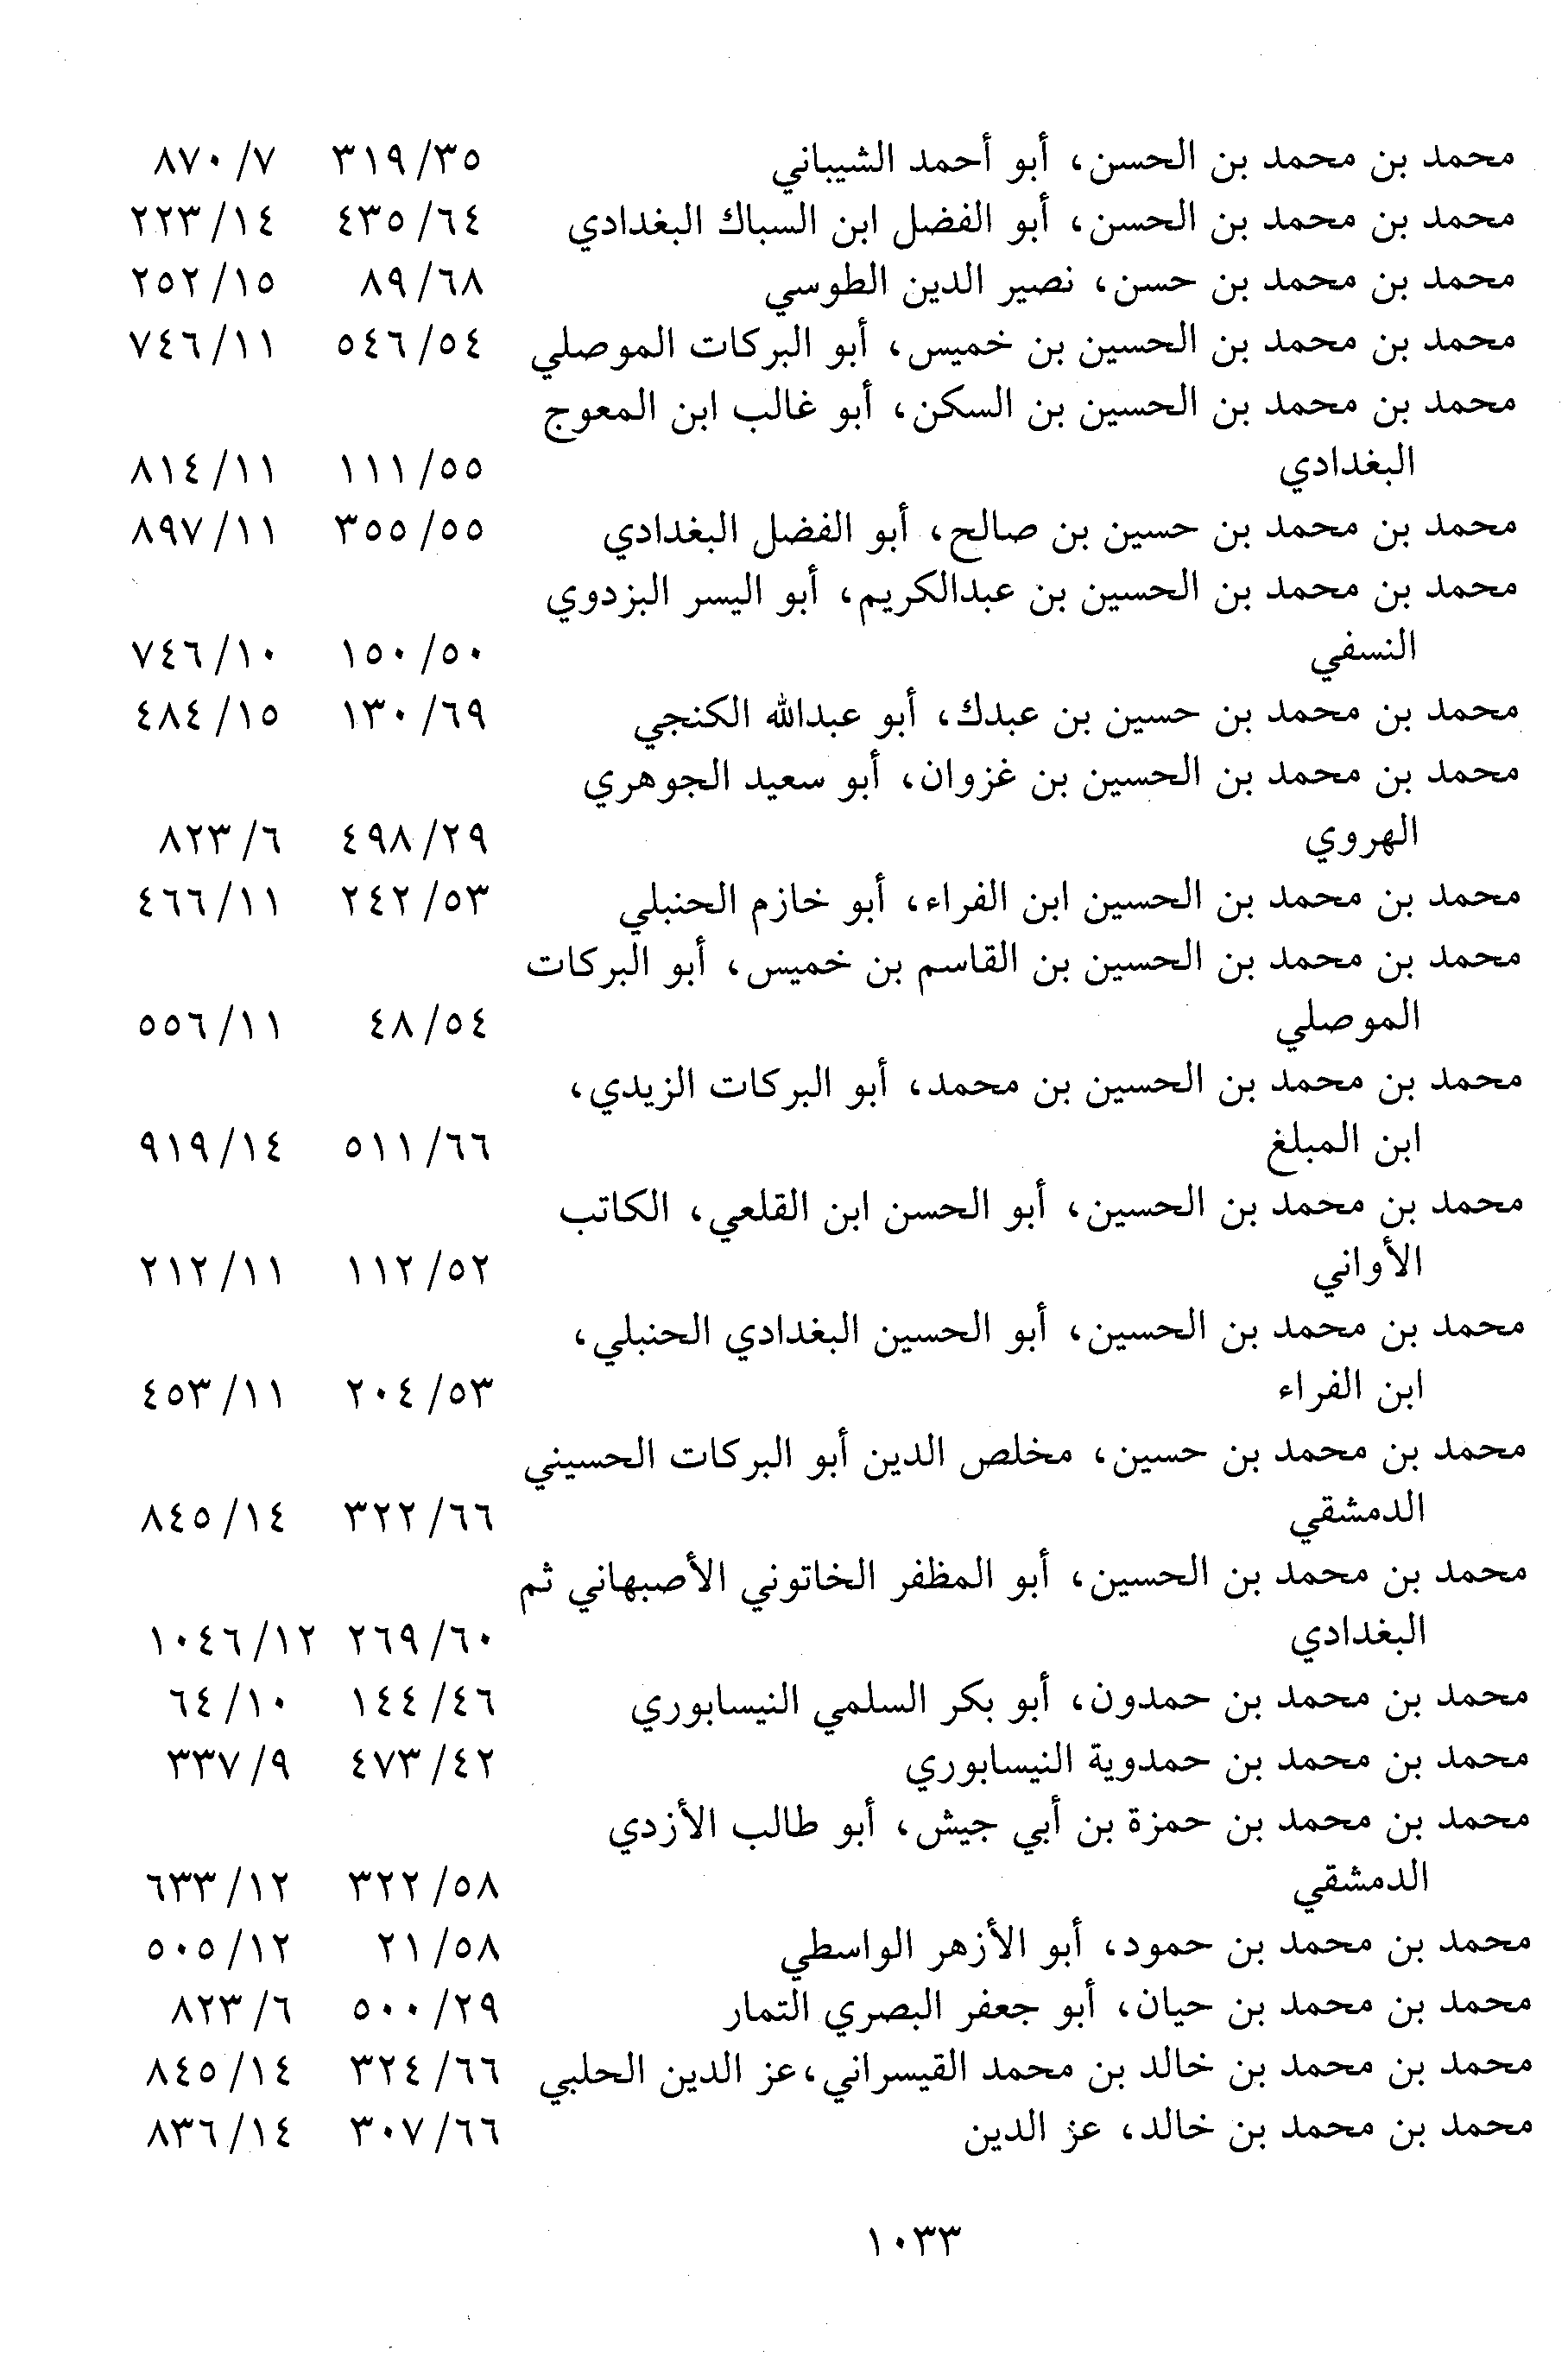 محمد بن محمد بن الحسن، أبو أحمد الشيباني ٣١٩/٣٥ ٨٧٠/٧
محمد بن محمد بن الحسن، أبو الفضل ابن السباك البغدادي ٤٣٥/٦٤ ٢٢٣/١٤
محمد بن محمد بن حسن، نصير الدين الطوسي ٨٩/٦٨ ٢٥٢/١٥
محمد بن محمد بن الحسين بن خميس، أبو البركات الموصلي ٥٤٦/٥٤ ٧٤٦/١١
محمد بن محمد بن الحسين بن السكن، أبو غالب ابن المعوج
البغدادي ١١١/٥٥ ٨١٤/١١
محمد بن محمد بن حسين بن صالح، أبو الفضل البغدادي ٣٥٥/٥٥ ٨٩٧/١١
محمد بن محمد بن الحسين بن عبدالكريم، أبو اليسر البزدوي
النسفي ١٥٠/٥٠ ٧٤٦/١٠
محمد بن محمد بن حسين بن عبدك، أبو عبدالله الكنجي ١٣٠/٦٩ ٤٨٤/١٥
محمد بن محمد بن الحسين بن غزوان، أبو سعيد الجوهري
الهروي ٤٩٨/٢٩ ٨٢٣/٦
محمد بن محمد بن الحسين ابن الفراء، أبو خازم الحنبلي ٢٤٢/٥٣ ٤٦٦/١١
محمد بن محمد بن الحسين بن القاسم بن خميس، أبو البركات
الموصلي ٤٨/٥٤ ٥٥٦/١١
محمد بن محمد بن الحسين بن محمد، أبو البركات الزيدي،
ابن المبلغ ٥١١/٦٦ ٩١٩/١٤
محمد بن محمد بن الحسين، أبو الحسن ابن القلعي، الكاتب
الأواني ١١٢/٥٢ ٢١٢/١١
محمد بن محمد بن الحسين، أبو الحسين البغدادي الحنبلي،
ابن الفراء ٢٠٤/٥٣ ٤٥٣/١١
محمد بن محمد بن حسين، مخلص الدين أبو البركات الحسيني
الدمشقي ٣٢٢/٦٦ ٨٤٥/١٤
محمد بن محمد بن الحسين، أبو المظفر الخاتوني الأصبهاني ثم
البغدادي ٢٦٩/٦٠ ١٠٤٦/١٢
محمد بن محمد بن حمدون، أبو بكر السلمي النيسابوري ١٤٤/٤٦ ٦٤/١٠
محمد بن محمد بن حمدوية النيسابوري ٤٧٣/٤٢ ٣٣٧/٩
محمد بن محمد بن حمزة بن أبي جيش، أبو طالب الأزدي
الدمشقي ٣٢٢/٥٨ ٦٣٣/١٢
محمد بن محمد بن حمود، أبو الأزهر الواسطي ٢١/٥٨ ٥٠٥/١٢
محمد بن محمد بن حيان، أبو جعفر البصري التمار ٥٠٠/٢٩ ٨٢٣/٦
محمد بن محمد بن خالد بن محمد القيسراني،عز الدين الحلبي ٣٢٤/٦٦ ٨٤٥/١٤
محمد بن محمد بن خالد، عز الدين ٣٠٧/٦٦ ٨٣٦/١٤
١٠٣٣